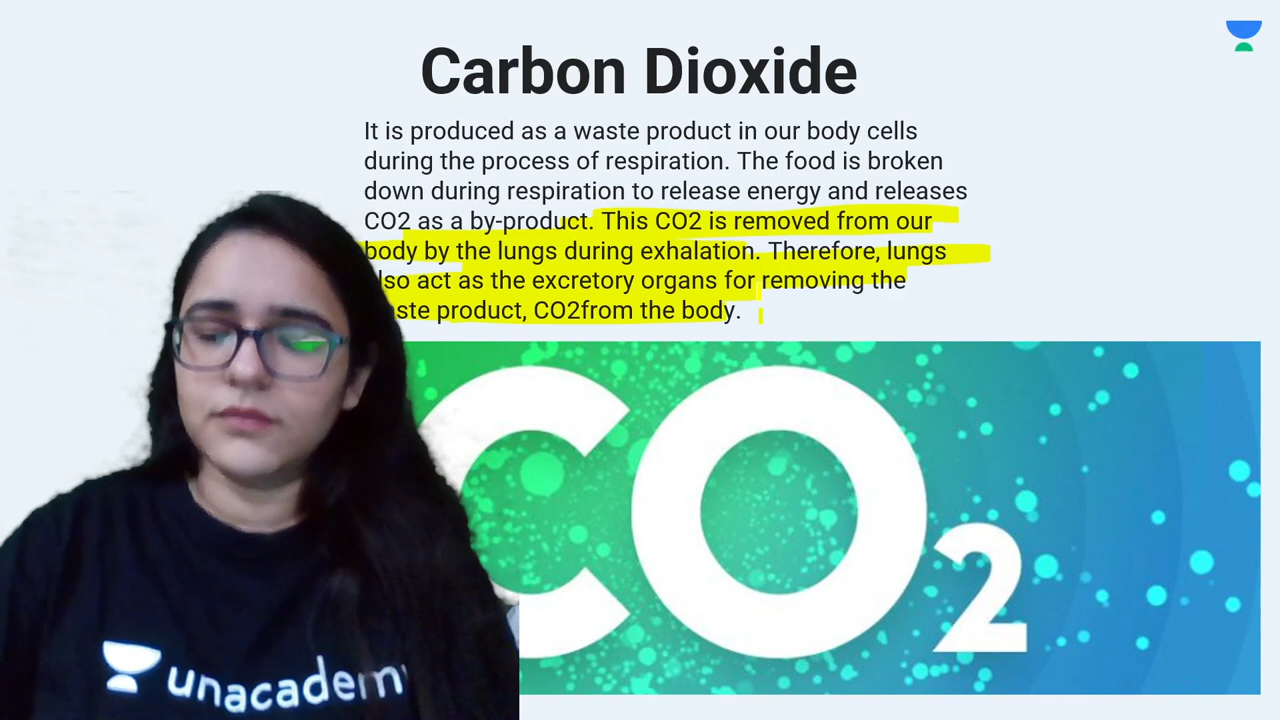 Carbon Dioxide
It is produced as a waste product in our body cells
during the process of respiration. The food is broken
down during respiration to release energy and releases
CO2 as a by-product. This CO2 is removed from our
body by the lungs during exhalation. Therefore, lungs
lso act as the excretory organs for removing the
ste product, CO2from the body.
CO2
unacademy